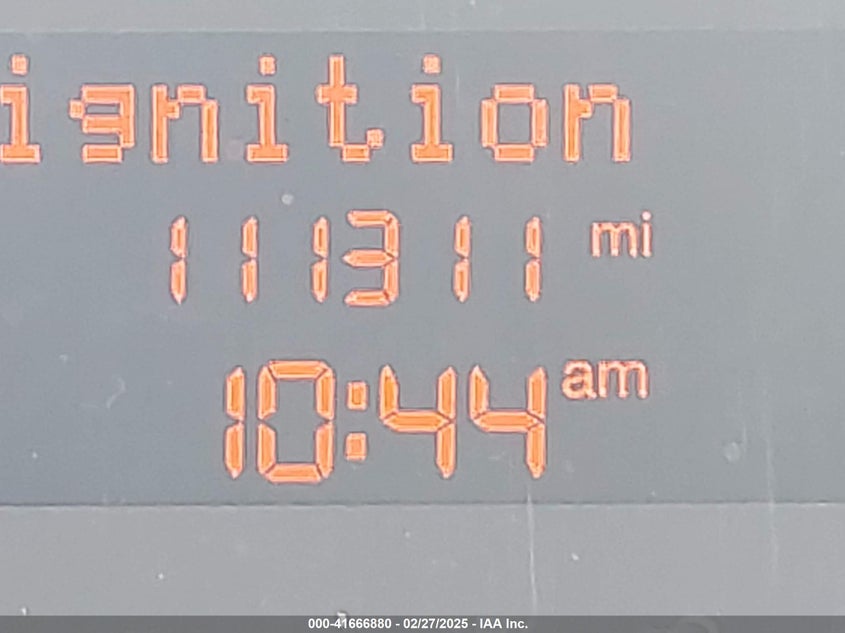 ignition
111311 mi
10:44 am
000-41666880 - 02/27/2025 - IAA Inc.